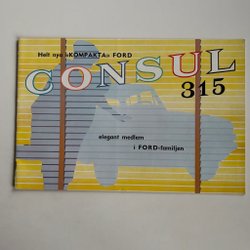 Helt nya »KOMPAKTA« FORD
CONSUL
315
elegant medlem
i FORD-familjen